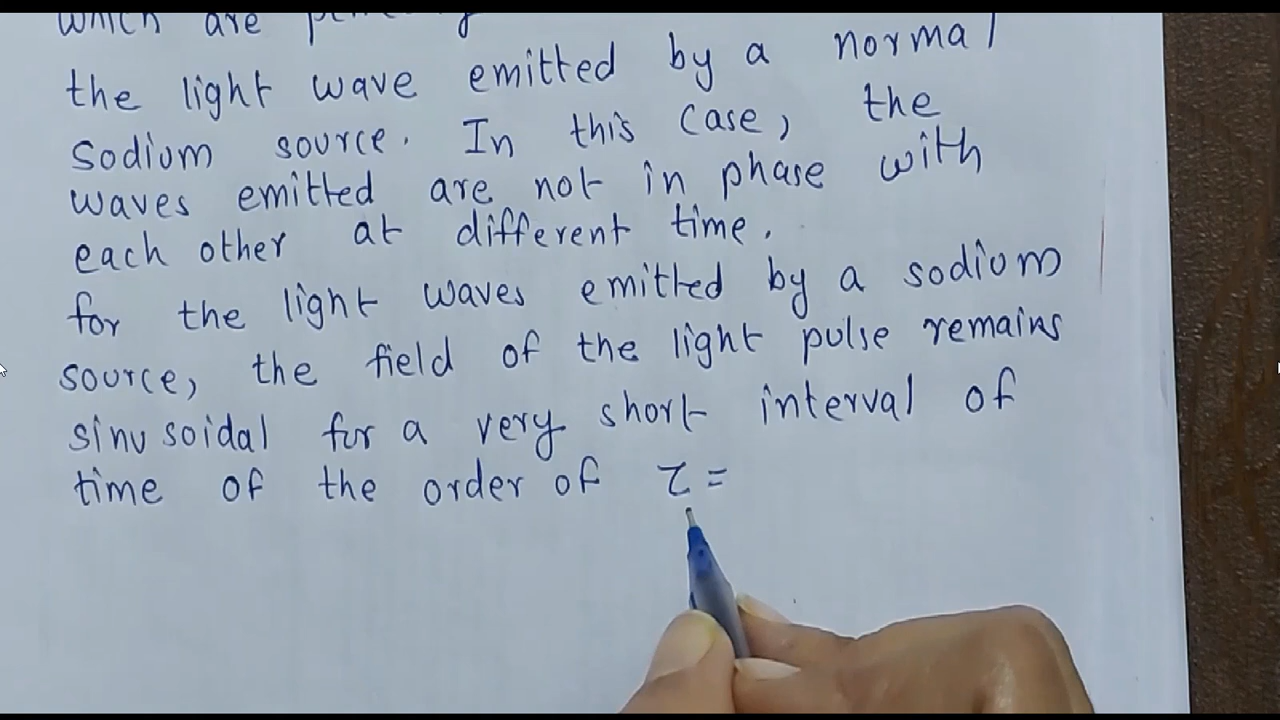 which are
the light wave emitted by a normal
sodium source. In this case, the
waves emitted are not in phase with
each other at different time.
for the light waves emitted by a sodium
source, the field of the light pulse remains
sinusoidal for a very short interval of
time of the order of τ =